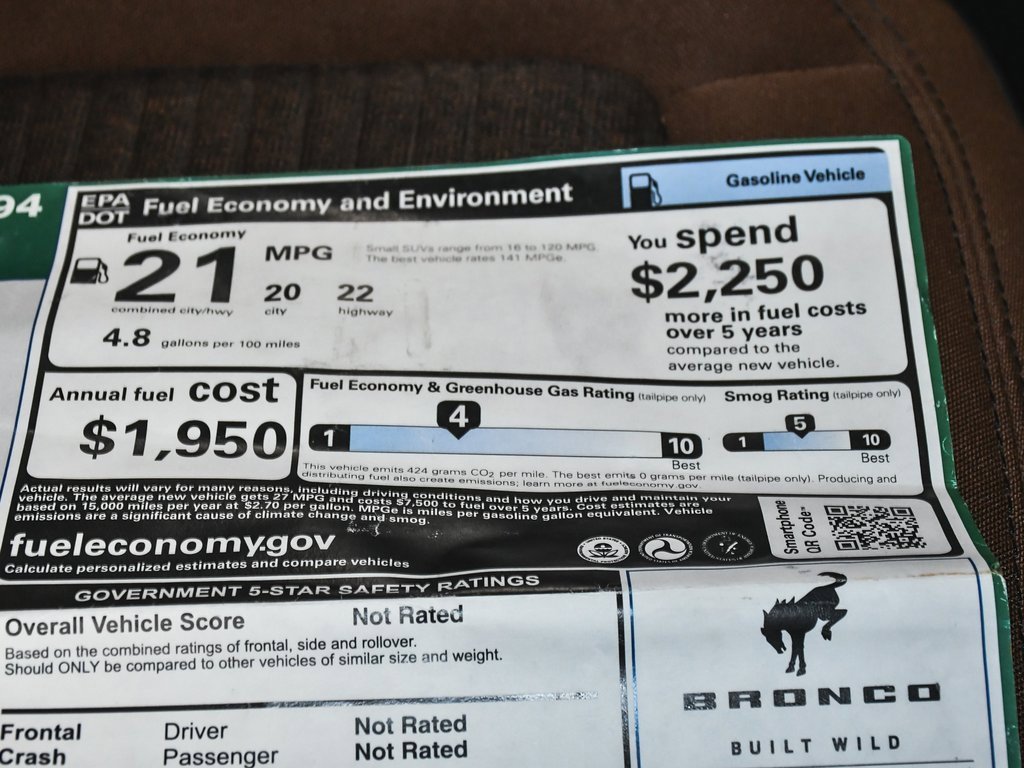 94
EPA
DOT
Fuel Economy and Environment
Gasoline Vehicle
Fuel Economy
21
MPG
Small SUVs range from 16 to 120 MPG.
The best vehicle rates 141 MPGe.
combined city/hwy
20
city
22
highway
4.8 gallons per 100 miles
You spend
$2,250
more in fuel costs
over 5 years
compared to the
average new vehicle.
Annual fuel cost
$1,950
Fuel Economy & Greenhouse Gas Rating (tailpipe only)
4
1
10
Best
Smog Rating (tailpipe only)
5
1
10
Best
This vehicle emits 424 grams CO2 per mile. The best emits 0 grams per mile (tailpipe only). Producing and
distributing fuel also create emissions; learn more at fueleconomy.gov.
Actual results will vary for many reasons, including driving conditions and how you drive and maintain your
vehicle. The average new vehicle gets 27 MPG and costs $7,500 to fuel over 5 years. Cost estimates are
based on 15,000 miles per year at $2.70 per gallon. MPGe is miles per gasoline gallon equivalent. Vehicle
emissions are a significant cause of climate change and smog.
fueleconomy.gov
Calculate personalized estimates and compare vehicles
Smartphone
QR Code™
GOVERNMENT 5-STAR SAFETY RATINGS
Overall Vehicle Score
Not Rated
Based on the combined ratings of frontal, side and rollover.
Should ONLY be compared to other vehicles of similar size and weight.
Frontal
Crash
Driver
Passenger
Not Rated
Not Rated
BRONCO
BUILT WILD